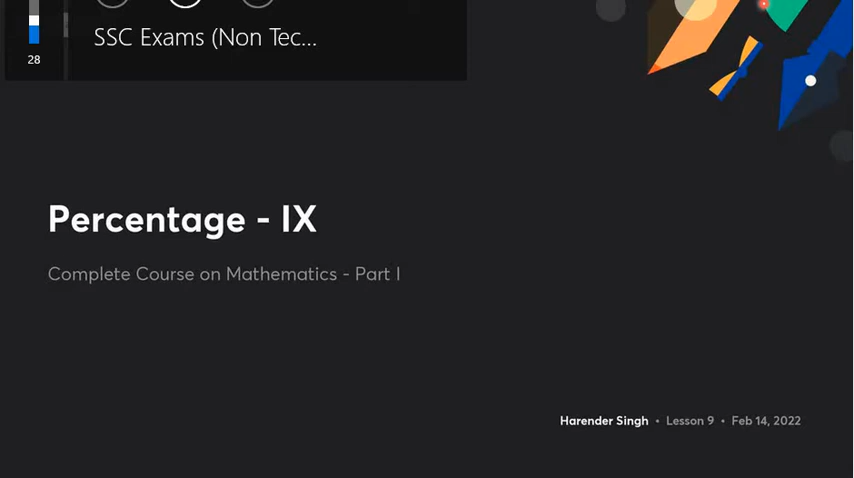 SSC Exams (Non Tec...
28
Percentage - IX
Complete Course on Mathematics - Part I
Harender Singh • Lesson 9 • Feb 14, 2022